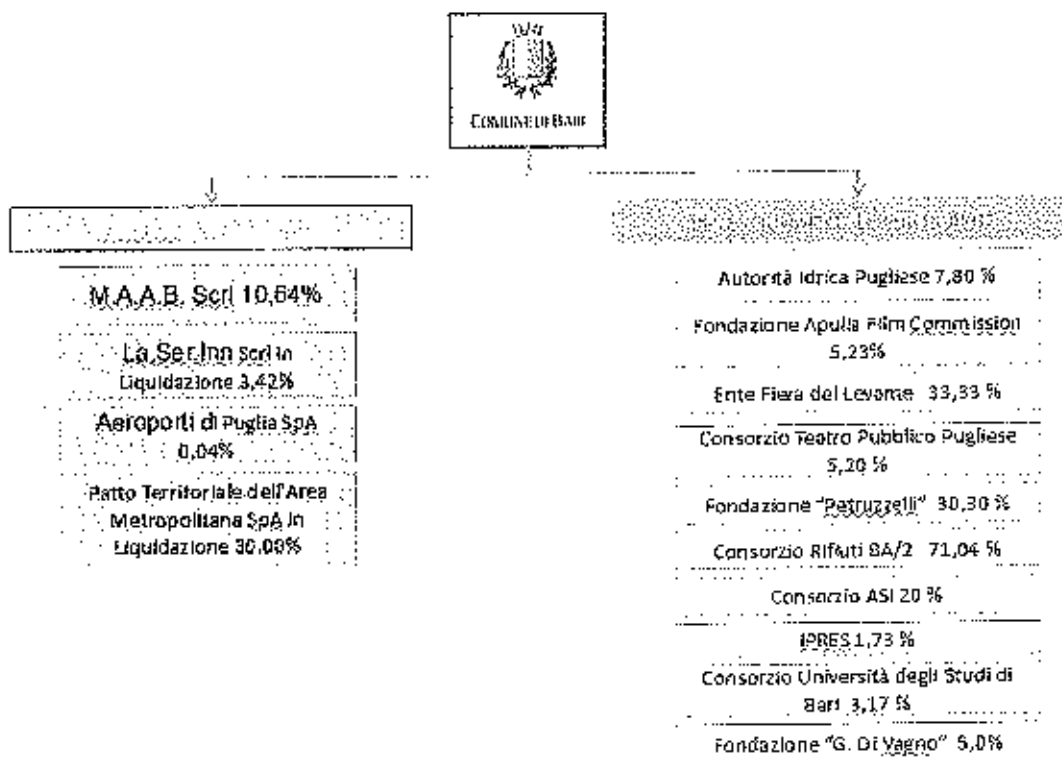 COMUNE DI BARI
M.A.A.B. Scrl 10,64%
La Ser.Inn Scrl In
Liquidazione 3,42%
Aeroporti di Puglia SpA
0,04%
Patto Territoriale dell'Area
Metropolitana SpA in
Liquidazione 30,00%
Autorità Idrica Pugliese 7,80 %
Fondazione Apulia Film Commission
5,23%
Ente Fiera del Levante 33,33 %
Consorzio Teatro Pubblico Pugliese
5,20 %
Fondazione "Petruzzelli" 30,30 %
Consorzio Rifiuti BA/2 71,04 %
Consorzio ASI 20 %
IPRES 1,73 %
Consorzio Università degli Studi di
Bari 3,17 %
Fondazione "G. Di Vagno" 5,0%